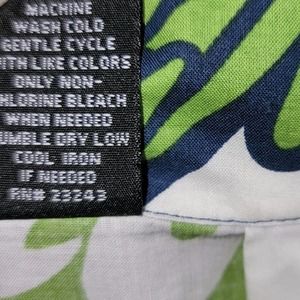 MACHINE
WASH COLD
GENTLE CYCLE
WITH LIKE COLORS
ONLY NON-
CHLORINE BLEACH
WHEN NEEDED
TUMBLE DRY LOW
COOL IRON
IF NEEDED
RN# 23243